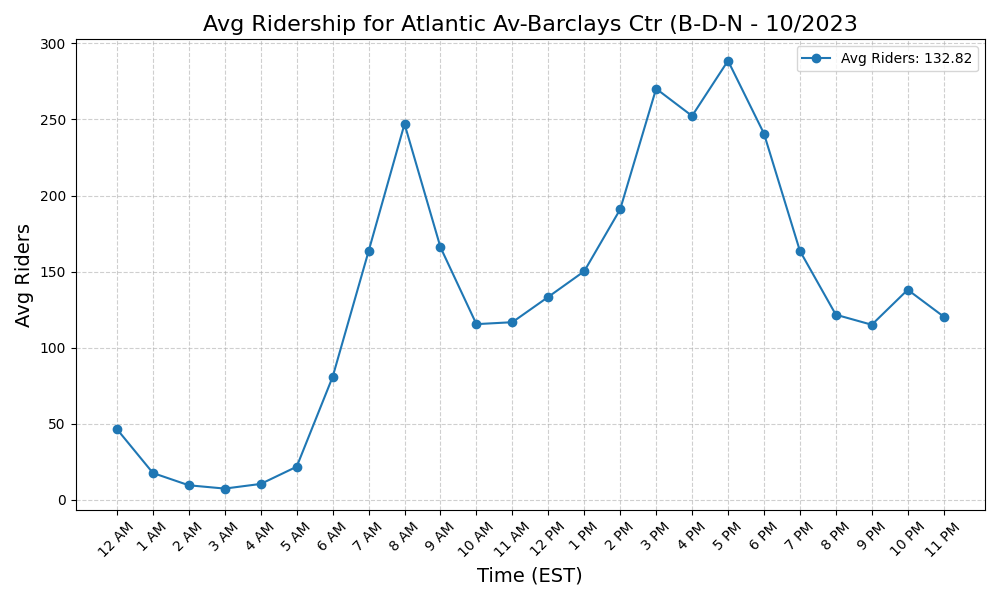 Avg Ridership for Atlantic Av-Barclays Ctr (B-D-N - 10/2023
Avg Riders: 132.82
300
250
200
150
100
50
0
Avg Riders
12 AM
1 AM
2 AM
3 AM
4 AM
5 AM
6 AM
7 AM
8 AM
9 AM
10 AM
11 AM
12 PM
1 PM
2 PM
3 PM
4 PM
5 PM
6 PM
7 PM
8 PM
9 PM
10 PM
11 PM
Time (EST)